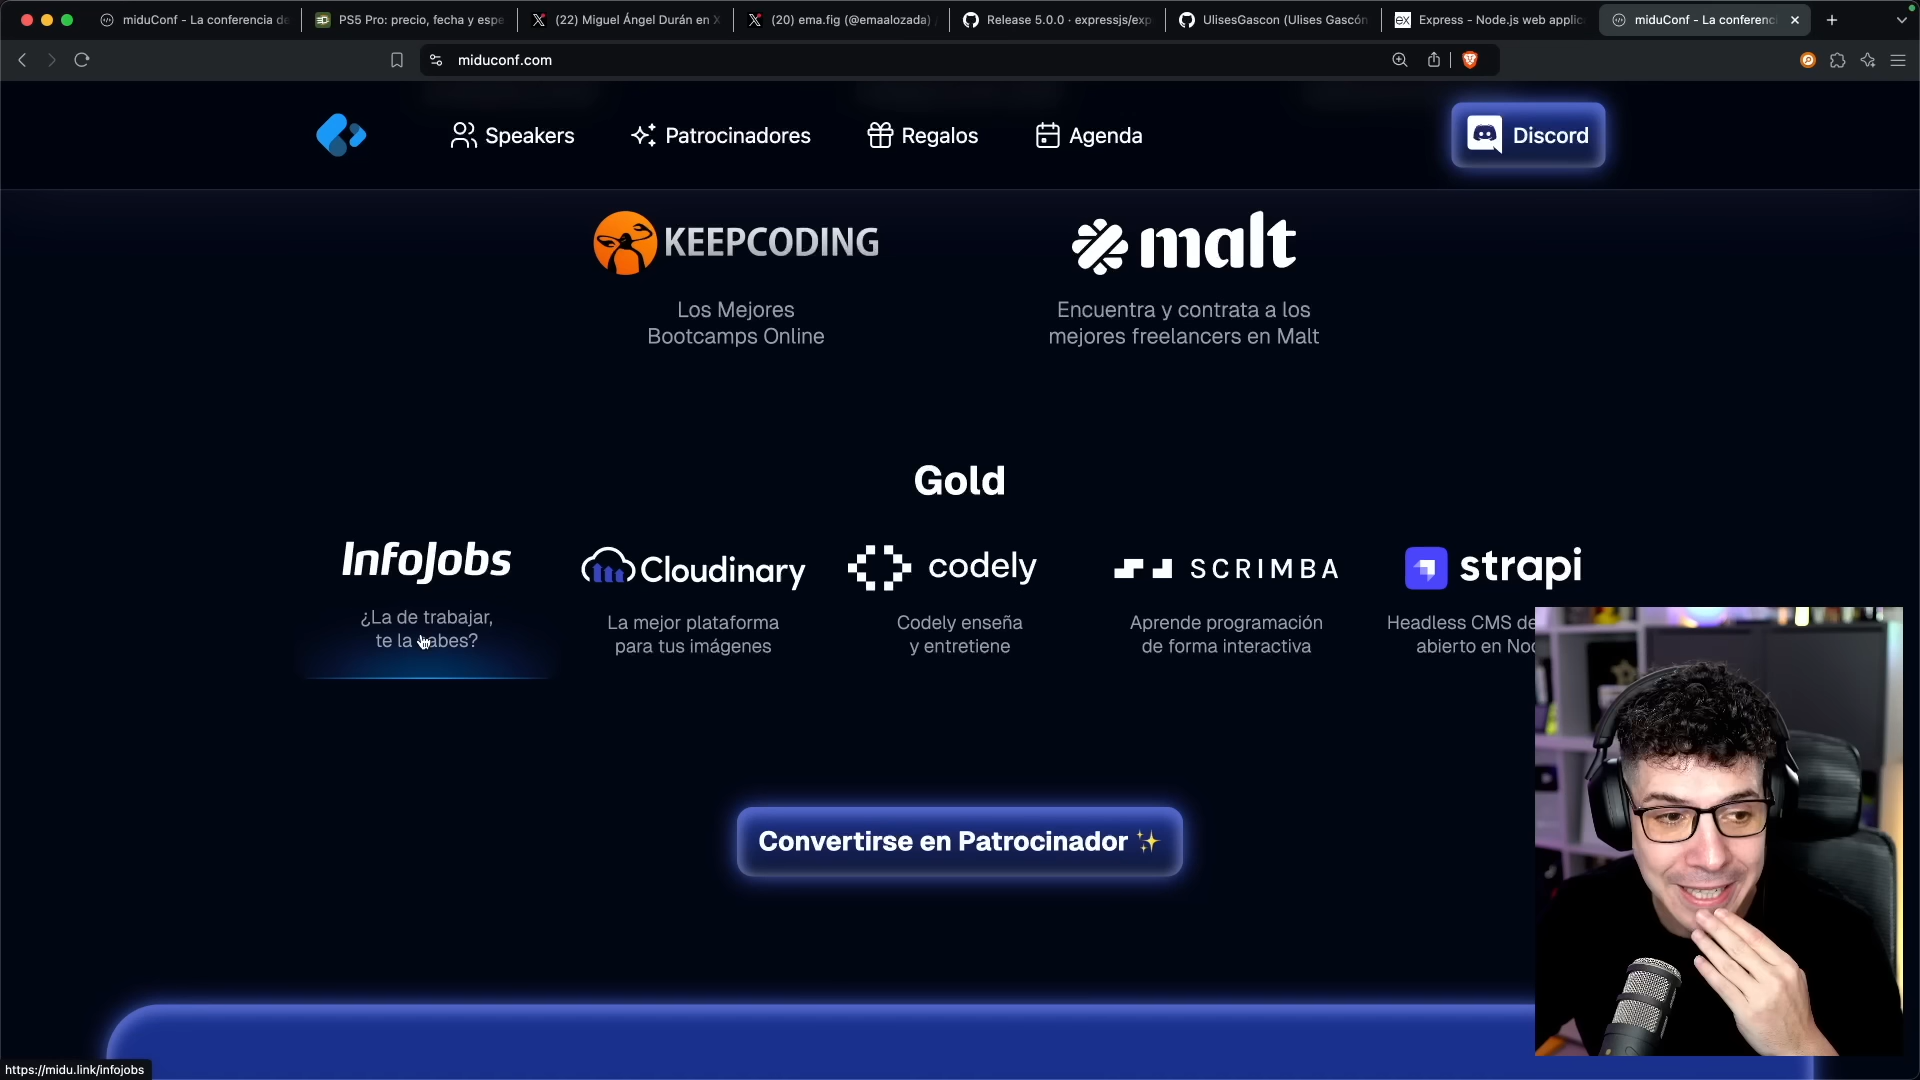 miduConf - La conferencia de
PS5 Pro: precio, fecha y espe
(22) Miguel Ángel Durán en X
(20) ema.fig (@emaalozada) /
Release 5.0.0 · expressjs/exp
UlisesGascon (Ulises Gascón
Express - Node.js web applic
miduConf - La conferenci
miduconf.com
Speakers
Patrocinadores
Regalos
Agenda
Discord
KEEPCODING
Los Mejores
Bootcamps Online
malt
Encuentra y contrata a los
mejores freelancers en Malt
Gold
InfoJobs
¿La de trabajar,
te la sabes?
Cloudinary
La mejor plataforma
para tus imágenes
codely
Codely enseña
y entretiene
SCRIMBA
Aprende programación
de forma interactiva
strapi
Headless CMS de
abierto en No
Convertirse en Patrocinador ✨
https://midu.link/infojobs